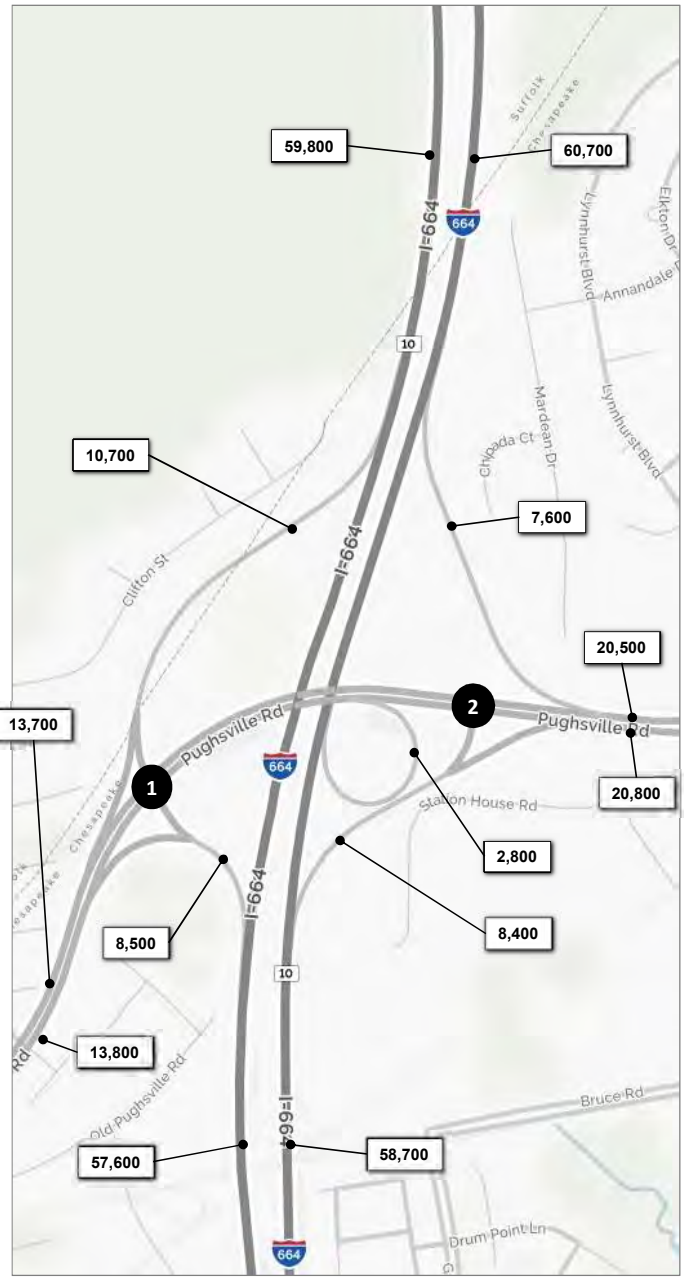 Suffolk
Chesapeake
59,800
60,700
I-664
664
Lynnhurst Blvd
Elkton Dr
Annandale
10
Mardean Dr
Chipada Ct
Lynnhurst Blvd
10,700
7,600
I-664
Clifton St
20,500
13,700
2
Pughsville Rd
Pughsville Rd
664
1
20,800
Chesapeake
Station House Rd
2,800
8,500
I-664
8,400
10
13,800
Rd
Old Pughsville Rd
Bruce Rd
I-664
57,600
58,700
Drum Point Ln
664
G